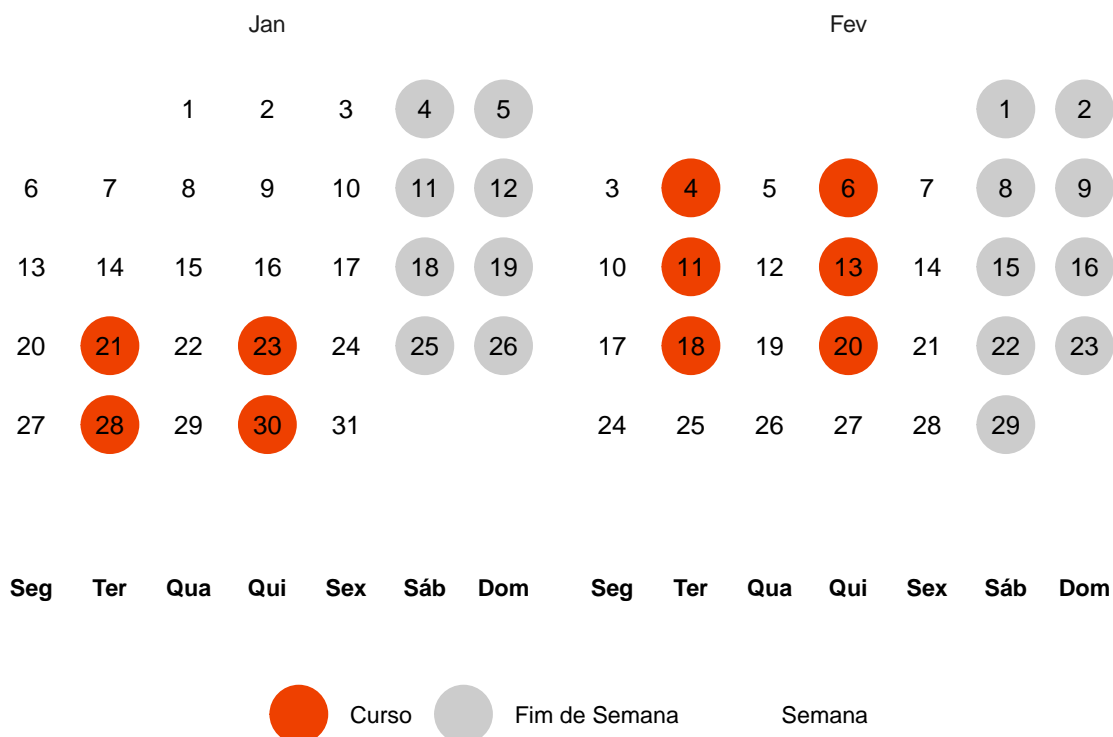 Jan Fev
1 2 3 4 5 1 2
6 7 8 9 10 11 12 3 4 5 6 7 8 9
13 14 15 16 17 18 19 10 11 12 13 14 15 16
20 21 22 23 24 25 26 17 18 19 20 21 22 23
27 28 29 30 31 24 25 26 27 28 29
Seg Ter Qua Qui Sex Sáb Dom Seg Ter Qua Qui Sex Sáb Dom
Curso Fim de Semana Semana